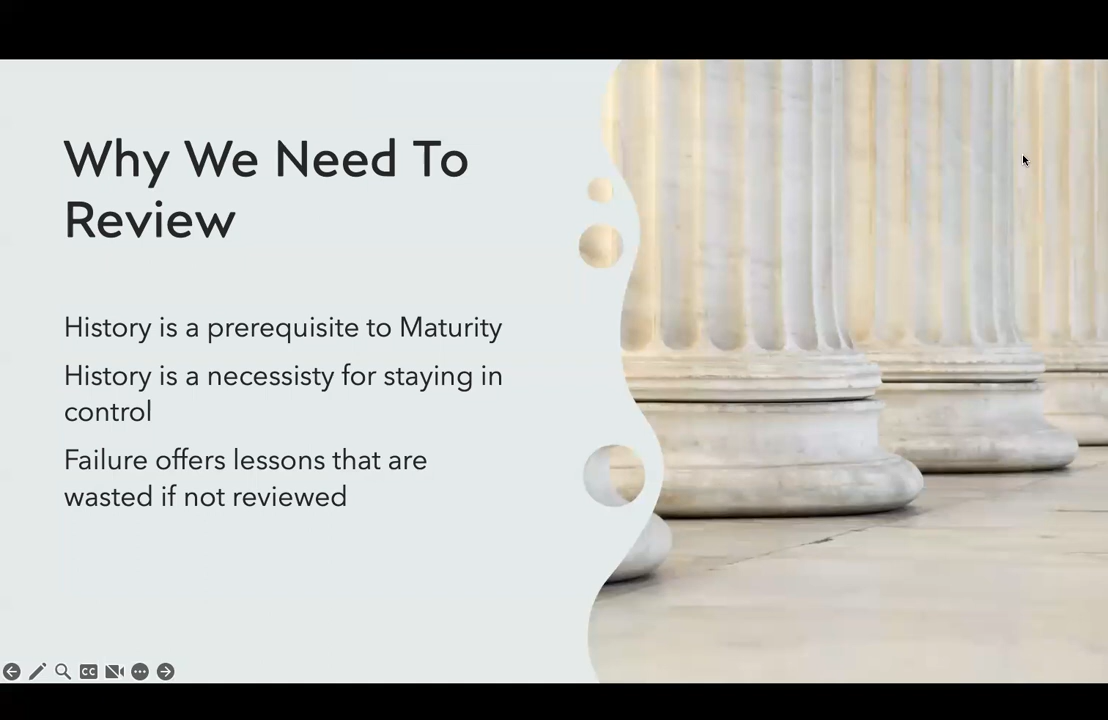 Why We Need To
Review
History is a prerequisite to Maturity
History is a necessisty for staying in
control
Failure offers lessons that are
wasted if not reviewed
CC